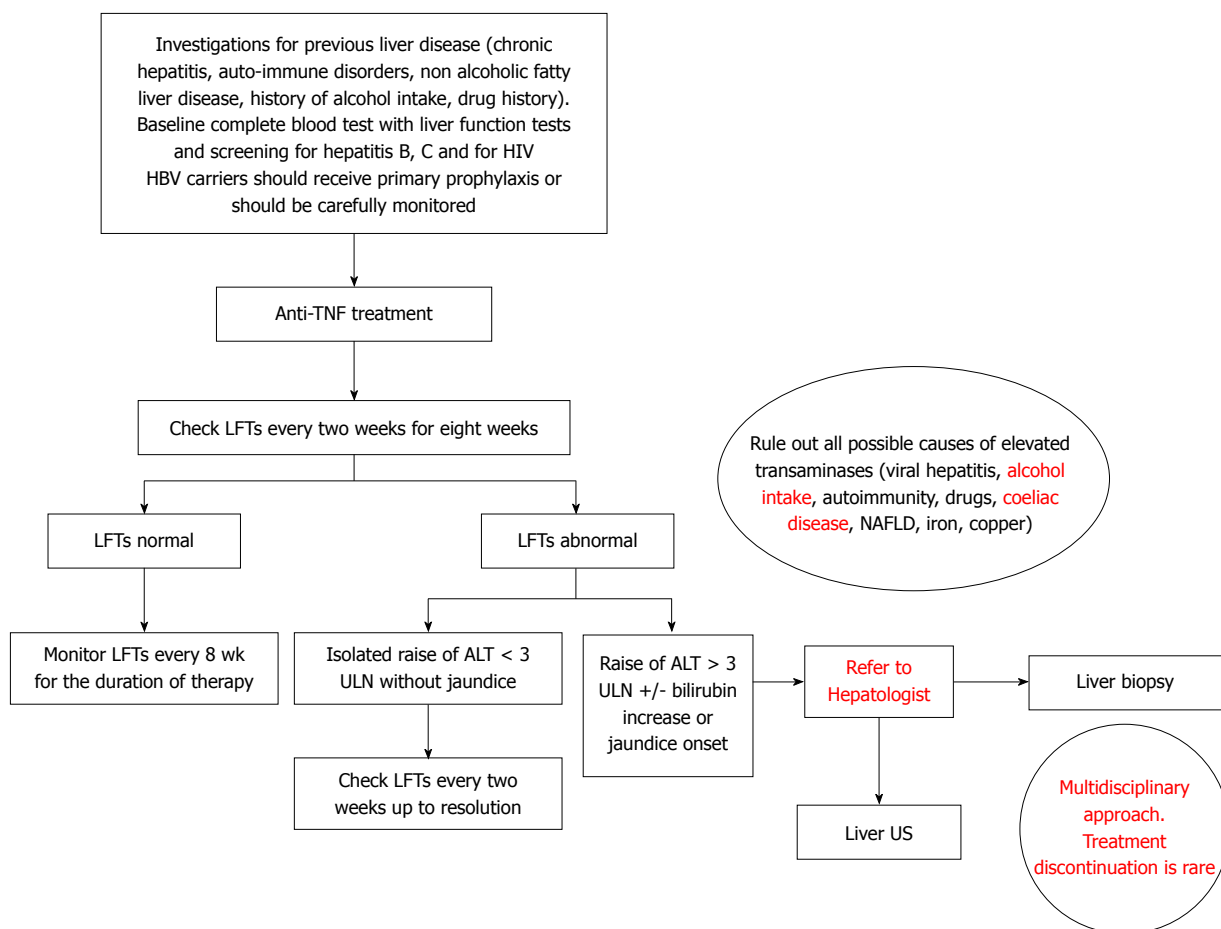 Investigations for previous liver disease (chronic
hepatitis, auto-immune disorders, non alcoholic fatty
liver disease, history of alcohol intake, drug history).
Baseline complete blood test with liver function tests
and screening for hepatitis B, C and for HIV
HBV carriers should receive primary prophylaxis or
should be carefully monitored
Anti-TNF treatment
Check LFTs every two weeks for eight weeks
Rule out all possible causes of elevated
transaminases (viral hepatitis, alcohol
intake, autoimmunity, drugs, coeliac
disease, NAFLD, iron, copper)
LFTs normal
LFTs abnormal
Monitor LFTs every 8 wk
for the duration of therapy
Isolated raise of ALT < 3
ULN without jaundice
Raise of ALT > 3
ULN +/- bilirubin
increase or
jaundice onset
Refer to
Hepatologist
Liver biopsy
Check LFTs every two
weeks up to resolution
Liver US
Multidisciplinary
approach.
Treatment
discontinuation is rare